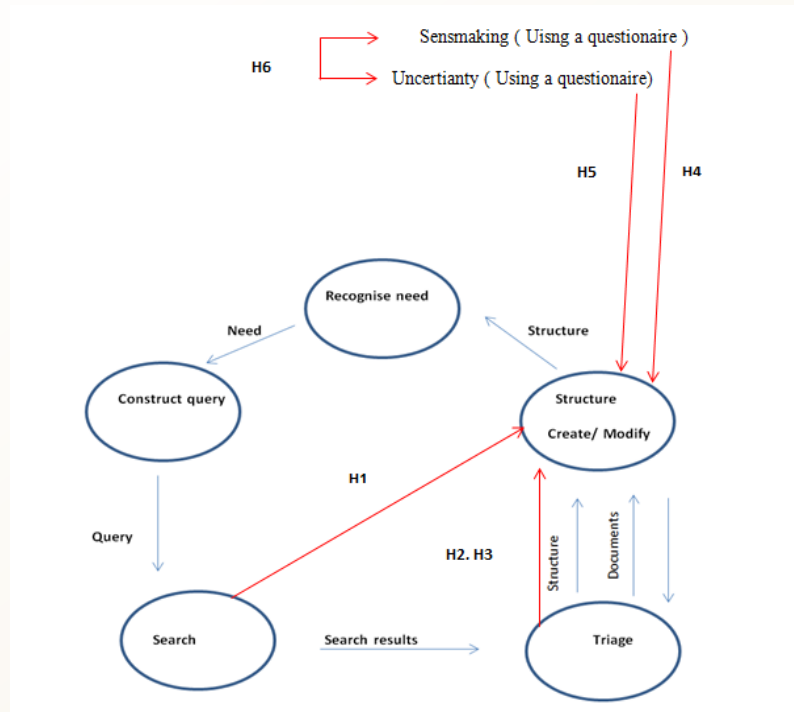 Sensmaking ( Uisng a questionaire )
H6
Uncertianty ( Using a questionaire)
H5
H4
Recognise need
Need
Structure
Construct query
Structure
Create/ Modify
H1
Query
H2. H3
Structure
Documents
Search
Search results
Triage